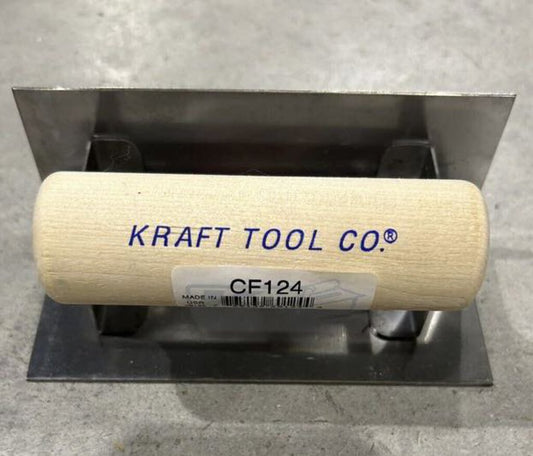 KRAFT TOOL CO.®
CF124
MADE IN
USA